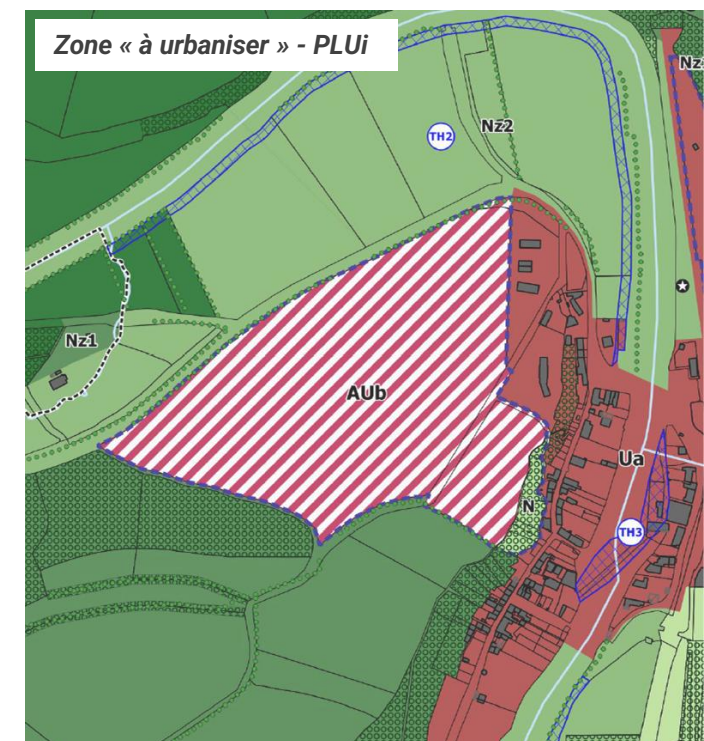 Zone « à urbaniser » - PLUi
Nz2
TH2
Nz1
AUb
Ua
N
TH3